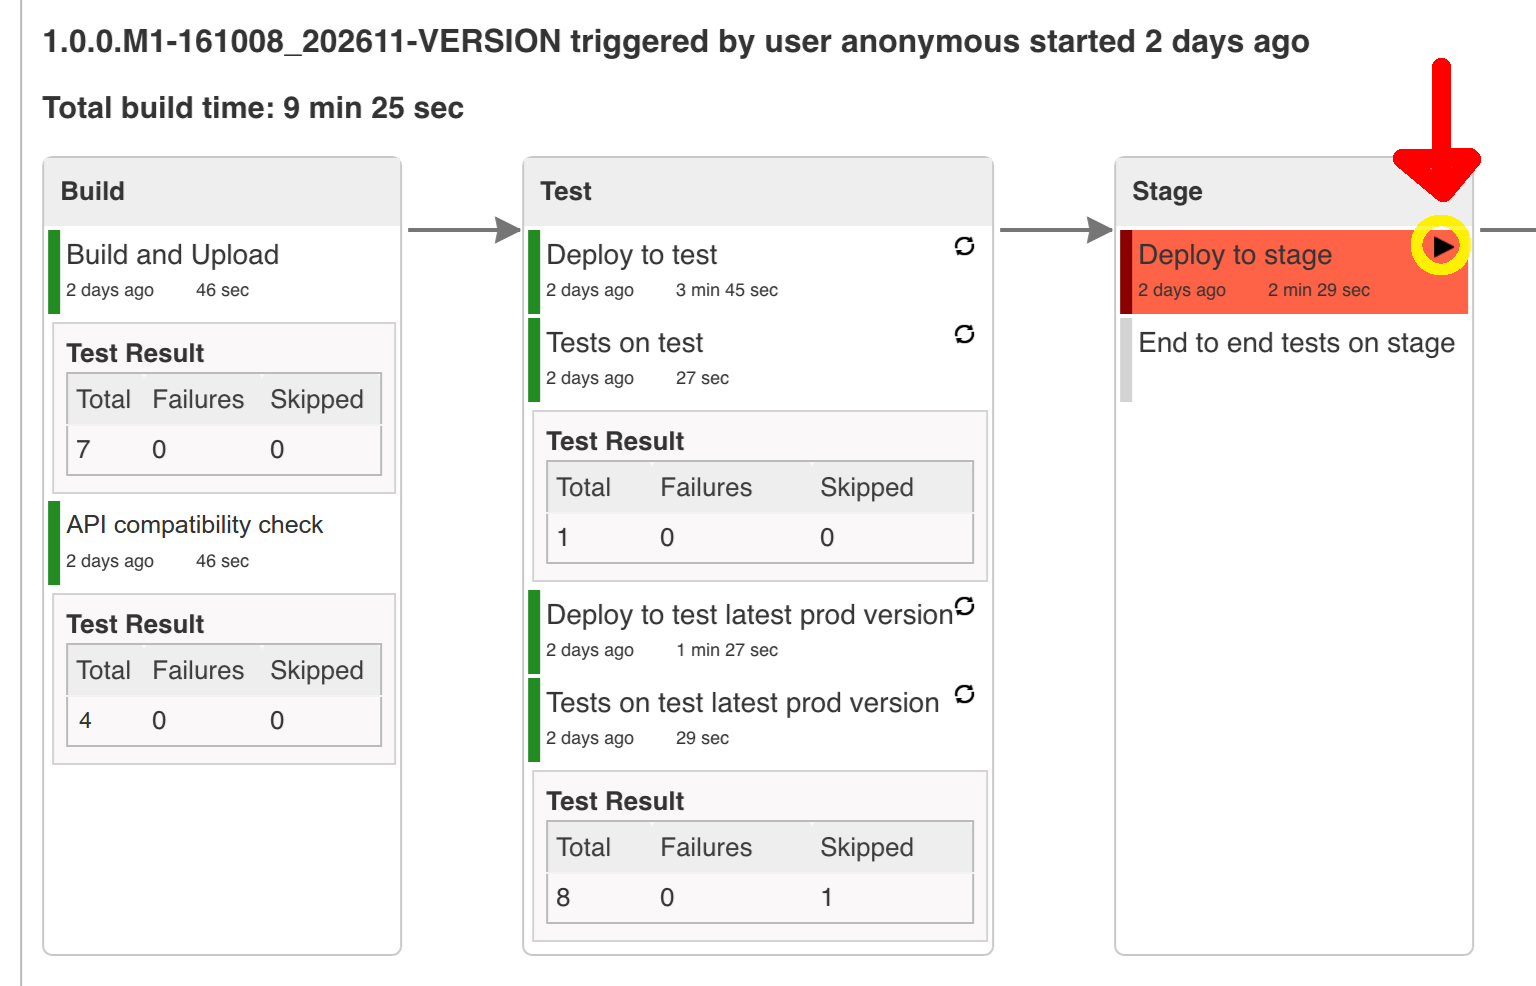 1.0.0.M1-161008_202611-VERSION triggered by user anonymous started 2 days ago
Total build time: 9 min 25 sec
Build
Build and Upload
2 days ago 46 sec
Test Result
Total Failures Skipped
7 0 0
API compatibility check
2 days ago 46 sec
Test Result
Total Failures Skipped
4 0 0
Test
Deploy to test
2 days ago 3 min 45 sec
Tests on test
2 days ago 27 sec
Test Result
Total Failures Skipped
1 0 0
Deploy to test latest prod version
2 days ago 1 min 27 sec
Tests on test latest prod version
2 days ago 29 sec
Test Result
Total Failures Skipped
8 0 1
Stage
Deploy to stage
2 days ago 2 min 29 sec
End to end tests on stage